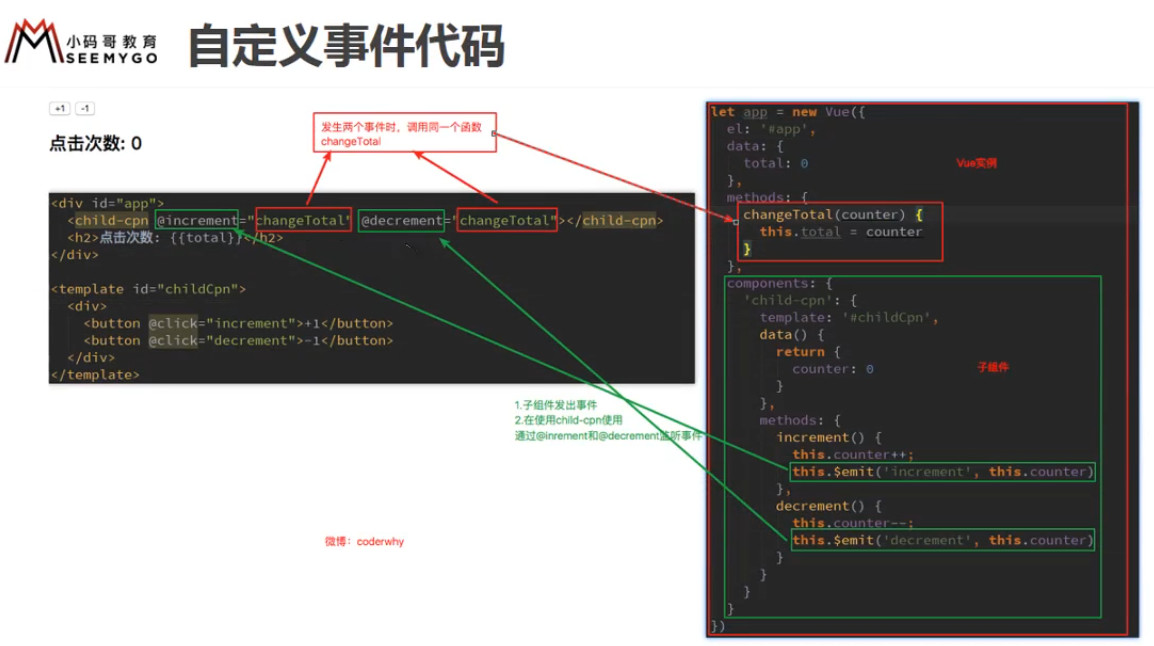 小码哥教育
SEEMYGO
自定义事件代码
+1 -1
点击次数: 0
发生两个事件时，调用同一个函数
changeTotal
<div id="app">
<child-cpn @increment="changeTotal" @decrement="changeTotal"></child-cpn>
<h2>点击次数: {{total}}</h2>
</div>
<template id="childCpn">
<div>
<button @click="increment">+1</button>
<button @click="decrement">-1</button>
</div>
</template>
1.子组件发出事件
2.在使用child-cpn使用
通过@inrement和@decrement监听事件
微博：coderwhy
let app = new Vue({
el: '#app',
data: {
total: 0
},
methods: {
changeTotal(counter) {
this.total = counter
}
},
components: {
'child-cpn': {
template: '#childCpn',
data() {
return {
counter: 0
}
},
methods: {
increment() {
this.counter++;
this.$emit('increment', this.counter)
},
decrement() {
this.counter--;
this.$emit('decrement', this.counter)
}
}
}
}
})
Vue实例
子组件